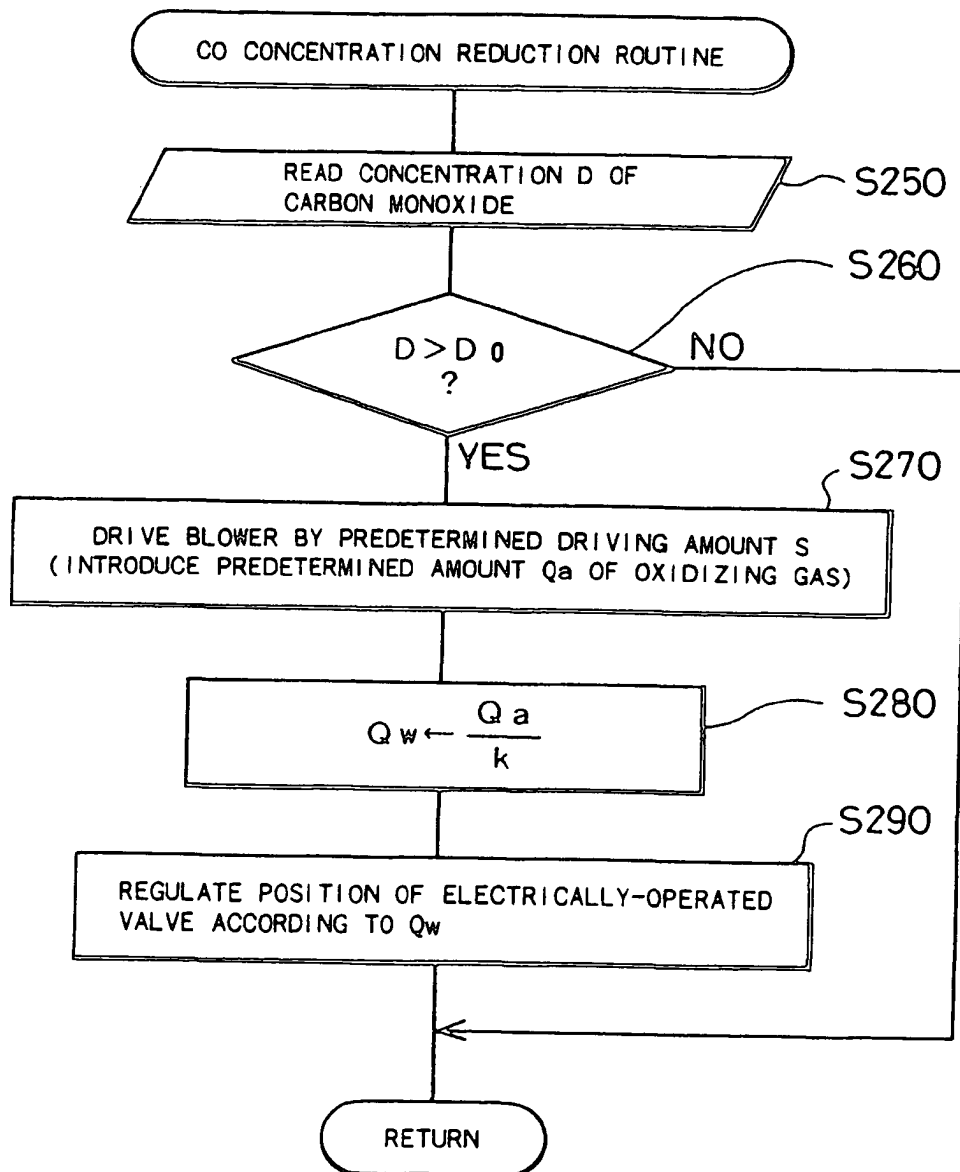 CO CONCENTRATION REDUCTION ROUTINE
READ CONCENTRATION D OF
CARBON MONOXIDE
S250
S260
D > D 0
?
NO
YES
S270
DRIVE BLOWER BY PREDETERMINED DRIVING AMOUNT S
(INTRODUCE PREDETERMINED AMOUNT Qa OF OXIDIZING GAS)
S280
Qw ← Qa
k
S290
REGULATE POSITION OF ELECTRICALLY-OPERATED
VALVE ACCORDING TO Qw
RETURN